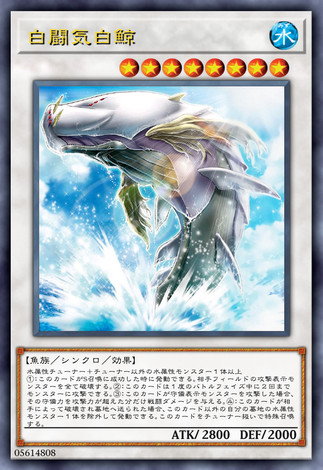 白闘気白鯨
水
【魚族／シンクロ／効果】
水属性チューナー＋チューナー以外の水属性モンスター１体以上
①：このカードがS召喚に成功した時に発動できる。相手フィールドの攻撃表示モ
ンスターを全て破壊する。②：このカードは１度のバトルフェイズ中に２回まで
モンスターに攻撃できる。③：このカードが守備表示モンスターを攻撃した場合、
その守備力を攻撃力が超えた分だけ戦闘ダメージを与える。④：このカードが相
手によって破壊され墓地へ送られた場合、このカード以外の自分の墓地の水属性モ
ンスター１体を除外して発動できる。このカードをチューナー扱いで特殊召喚
する。
ATK/ 2800 DEF/ 2000
05614808